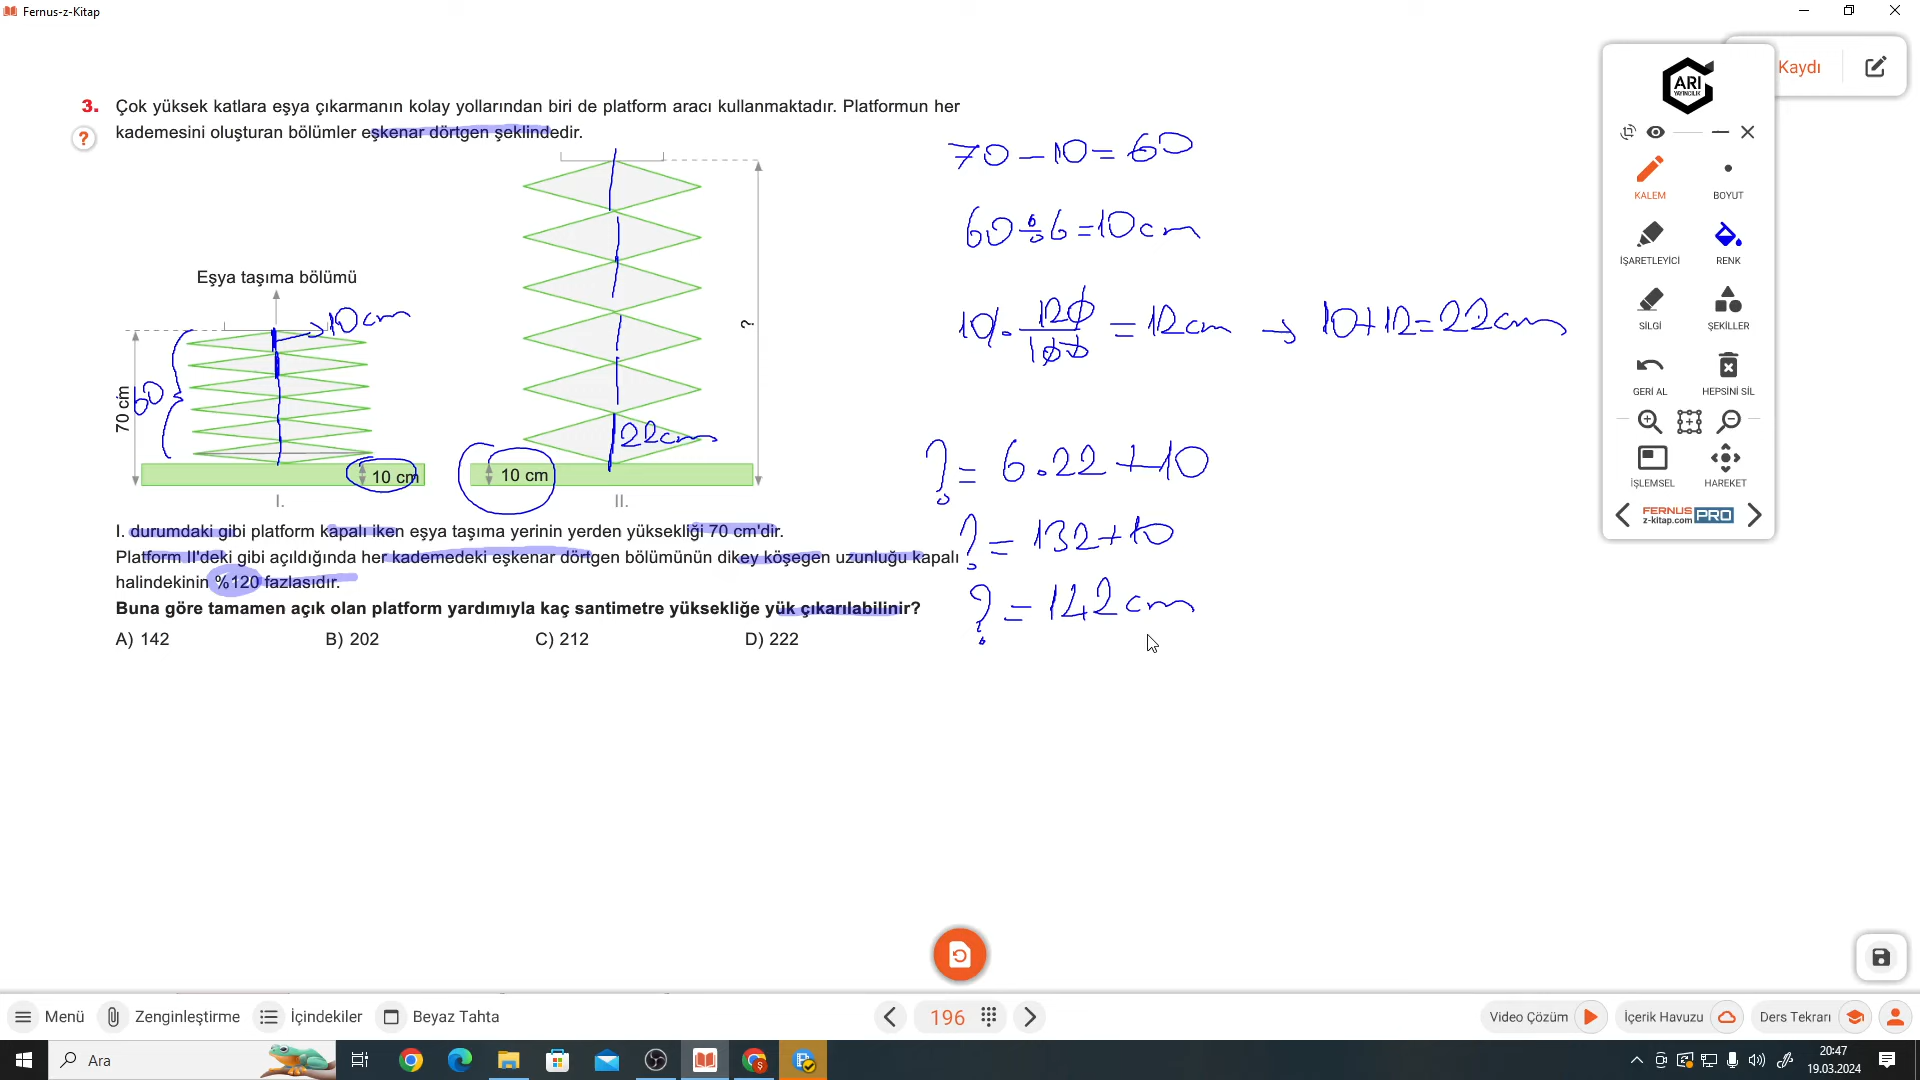 Fernus-z-Kitap
3. Çok yüksek katlara eşya çıkarmanın kolay yollarından biri de platform aracı kullanmaktadır. Platformun her
? kademesini oluşturan bölümler eşkenar dörtgen şeklindedir.
Eşya taşıma bölümü
10cm
60
70 cm
10 cm
I.
?
22cm
10 cm
II.
I. durumdaki gibi platform kapalı iken eşya taşıma yerinin yerden yüksekliği 70 cm'dir.
Platform II'deki gibi açıldığında her kademedeki eşkenar dörtgen bölümünün dikey köşegen uzunluğu kapalı
halindekinin %120 fazlasıdır.
Buna göre tamamen açık olan platform yardımıyla kaç santimetre yüksekliğe yük çıkarılabilinir?
A) 142 B) 202 C) 212 D) 222
70-10=60
60÷6=10cm
10·120/100=12cm → 10+12=22cm
?=6.22+10
?=132+10
?=142cm
Kaydı
ARI
YAYINCILIK
KALEM BOYUT
İŞARETLEYİCİ RENK
SİLGİ ŞEKİLLER
GERİ AL HEPSİNİ SİL
İŞLEMSEL HAREKET
FERNUS PRO
z-kitap.com
Menü Zenginleştirme İçindekiler Beyaz Tahta 196 Video Çözüm İçerik Havuzu Ders Tekrarı
Ara
20:47
19.03.2024